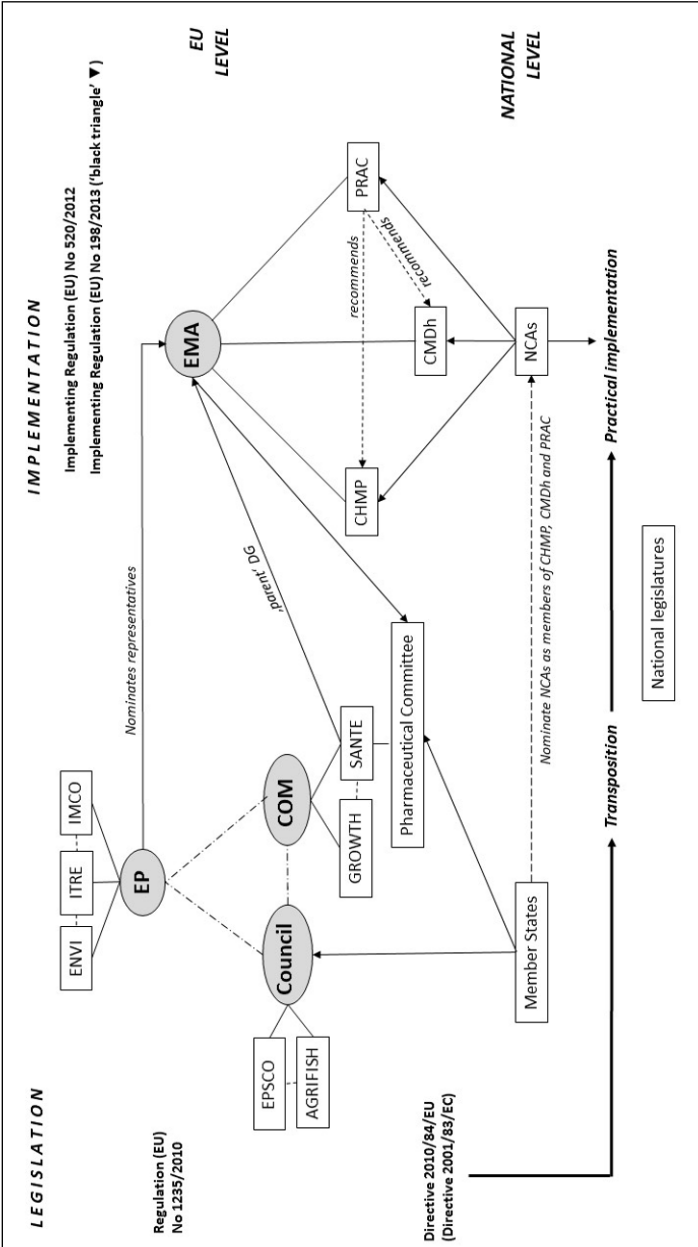 LEGISLATION
IMPLEMENTATION
Regulation (EU)
No 1235/2010
Implementing Regulation (EU) No 520/2012
Implementing Regulation (EU) No 198/2013 ('black triangle' ▼)
EU
LEVEL
ENVI
ITRE
IMCO
EP
Nominates representatives
EMA
EPSCO
AGRIFISH
Council
COM
GROWTH
SANTE
‚parent' DG
Pharmaceutical Committee
CHMP
CMDh
PRAC
recommends
recommends
Directive 2010/84/EU
(Directive 2001/83/EC)
Member States
Nominate NCAs as members of CHMP, CMDh and PRAC
NCAs
NATIONAL
LEVEL
Transposition
Practical implementation
National legislatures